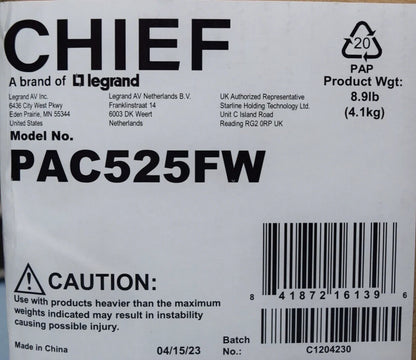 CHIEF
A brand of legrand
20
PAP
Product Wgt:
8.9lb
(4.1kg)
Legrand AV Inc.
6436 City West Pkwy
Eden Prairie, MN 55344
United States
Legrand AV Netherlands B.V.
Franklinstraat 14
6003 DK Weert
Netherlands
UK Authorized Representative
Starline Holding Technology Ltd.
Unit C Island Road
Reading RG2 0RP UK
Model No.
PAC525FW
CAUTION:
Use with products heavier than the maximum
weights indicated may result in instability
causing possible injury.
Made in China
04/15/23
8 41872 16139 6
Batch
No.:
C1204230